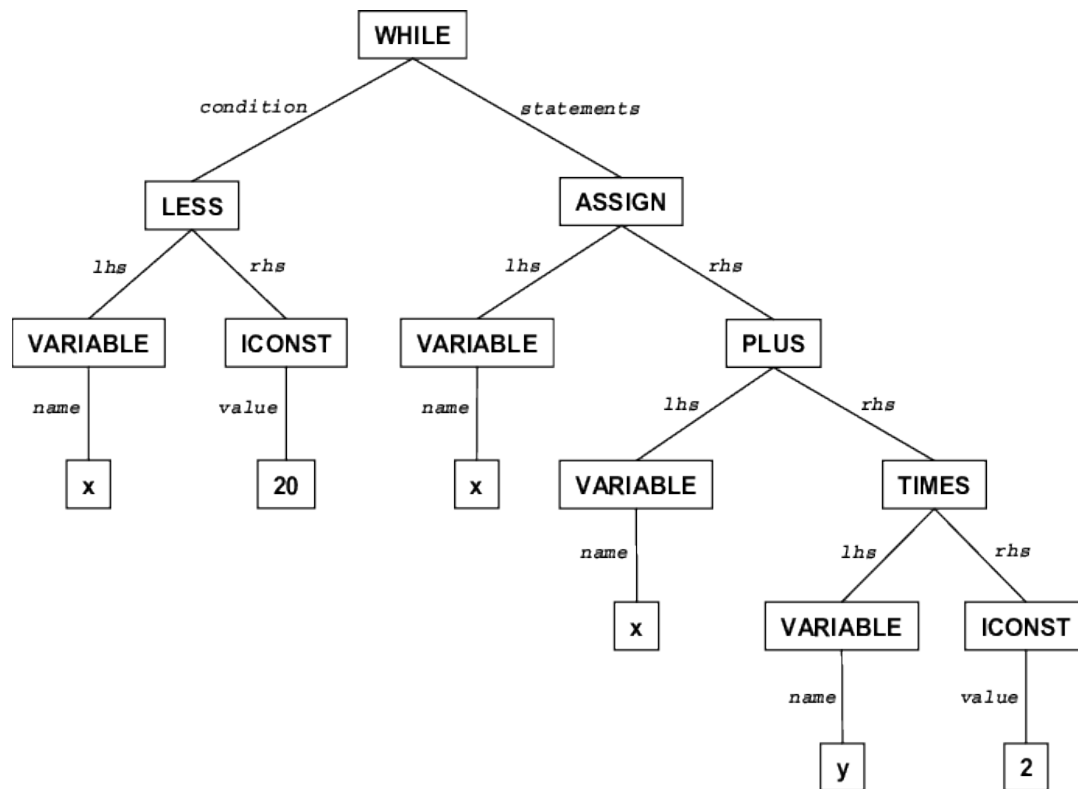 WHILE
condition
statements
LESS
ASSIGN
lhs
rhs
lhs
rhs
VARIABLE
ICONST
VARIABLE
PLUS
name
value
name
lhs
rhs
x
20
x
VARIABLE
TIMES
name
lhs
rhs
x
VARIABLE
ICONST
name
value
y
2